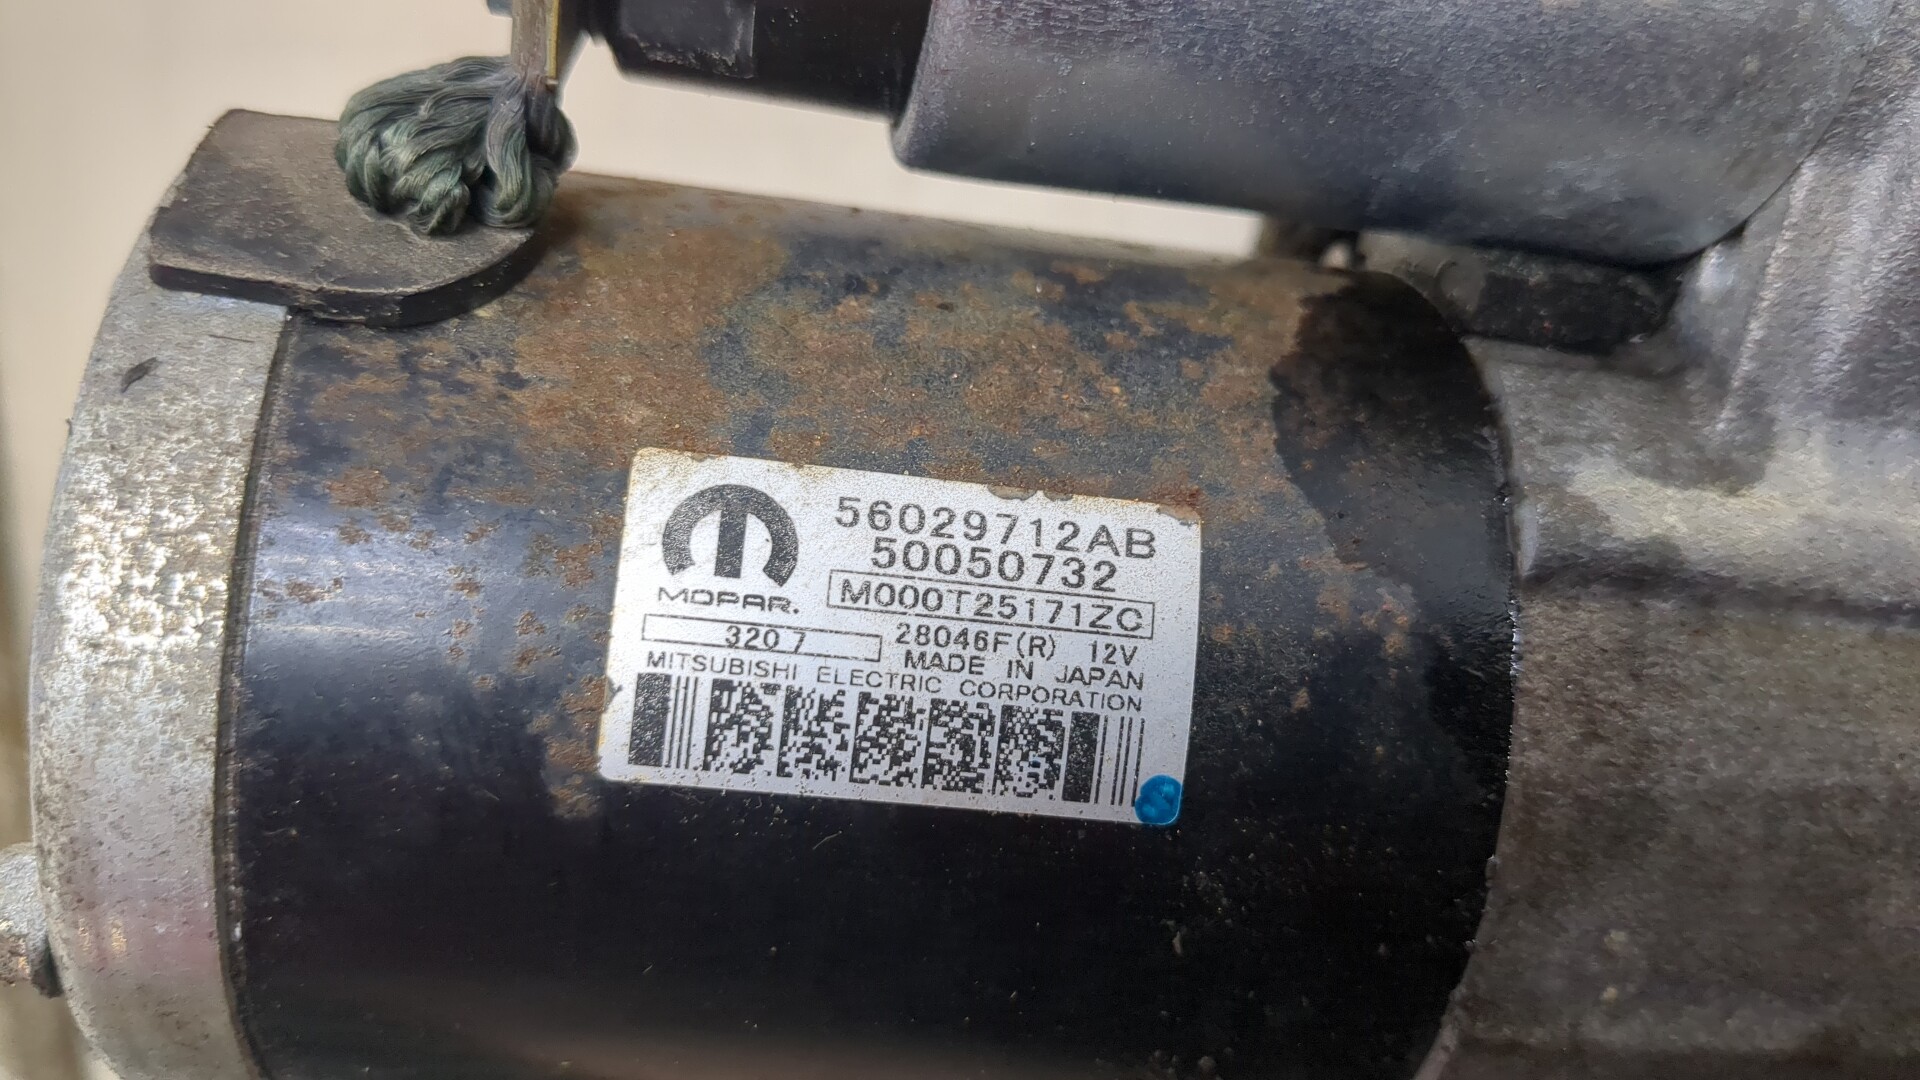 56029712AB
50050732
MOPAR.
M000T25171ZC
320 7
28046F(R) 12V
MADE IN JAPAN
MITSUBISHI ELECTRIC CORPORATION